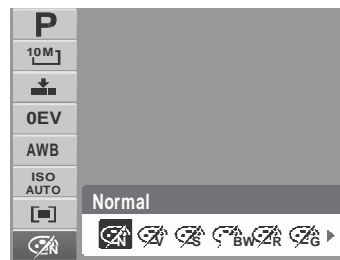 P
10M
0EV
AWB
ISO
AUTO
Normal
N
N V S BW R G